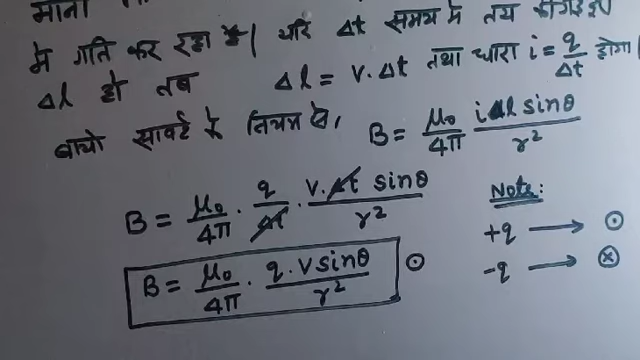 माना
में गति कर रहा है। यदि Δt समय में तय की गई दूरी
Δl हो तब Δl = v.Δt तथा धारा i = q/Δt होगा।
बायो सावर्ट के नियम से, B = μ₀/4π iΔl sinθ/r²
B = μ₀/4π . q/Δt . v.Δt sinθ/r²
Note:
+q → ⊙
-q → ⊗
B = μ₀/4π . q.v sinθ/r² ⊙